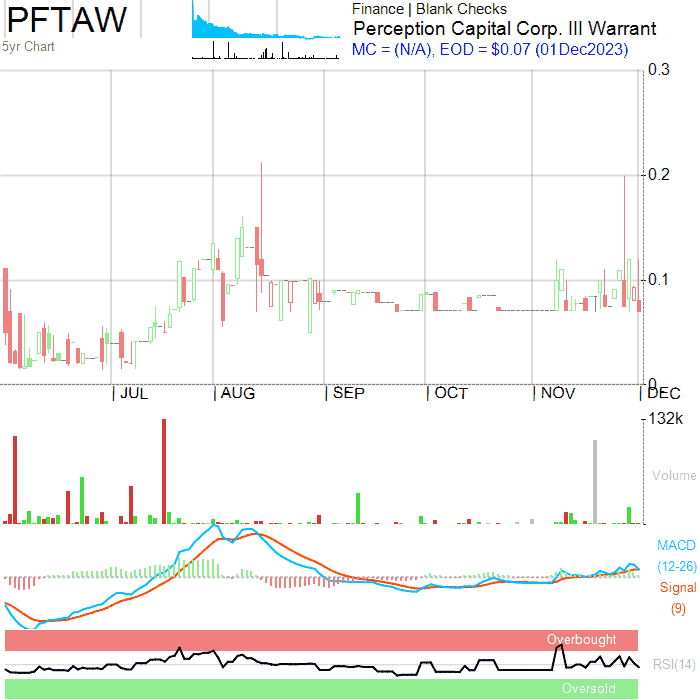 PFTAW
5yr Chart
Finance | Blank Checks
Perception Capital Corp. III Warrant
MC = (N/A), EOD = $0.07 (01Dec2023)
0.3
0.2
0.1
0
JUL
AUG
SEP
OCT
NOV
DEC
132k
Volume
MACD
(12-26)
Signal
(9)
Overbought
RSI(14)
Oversold